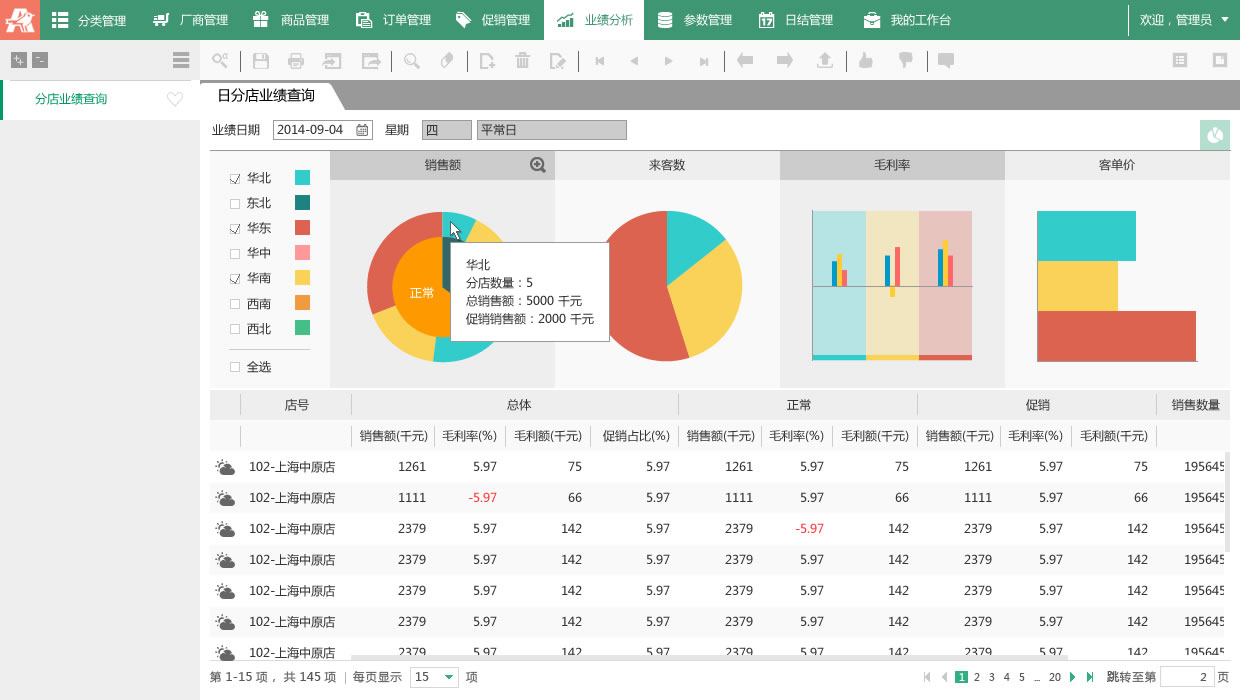 分类管理 厂商管理 商品管理 订单管理 促销管理 业绩分析 参数管理 日结管理 我的工作台 欢迎，管理员
分店业绩查询
日分店业绩查询
业绩日期 2014-09-04 星期 四 平常日
销售额 来客数 毛利率 客单价
华北
东北
华东
华中
华南
西南
西北
全选
正常
华北
分店数量：5
总销售额：5000 千元
促销销售额：2000 千元
店号 总体 正常 促销 销售数量
销售额(千元) 毛利率(%) 毛利额(千元) 促销占比(%) 销售额(千元) 毛利率(%) 毛利额(千元) 销售额(千元) 毛利率(%) 毛利额(千元)
102-上海中原店 1261 5.97 75 5.97 1261 5.97 75 1261 5.97 75 195645
102-上海中原店 1111 -5.97 66 5.97 1111 5.97 66 1111 5.97 66 195645
102-上海中原店 2379 5.97 142 5.97 2379 -5.97 142 2379 5.97 142 195645
102-上海中原店 2379 5.97 142 5.97 2379 5.97 142 2379 5.97 142 195645
102-上海中原店 2379 5.97 142 5.97 2379 5.97 142 2379 5.97 142 195645
102-上海中原店 2379 5.97 142 5.97 2379 5.97 142 2379 5.97 142 195645
102-上海中原店 2379 5.97 142 5.97 2379 5.97 142 2379 5.97 142 195645
第 1-15 项，共 145 项 | 每页显示 15 项 1 2 3 4 5 ... 20 跳转至第 2 页